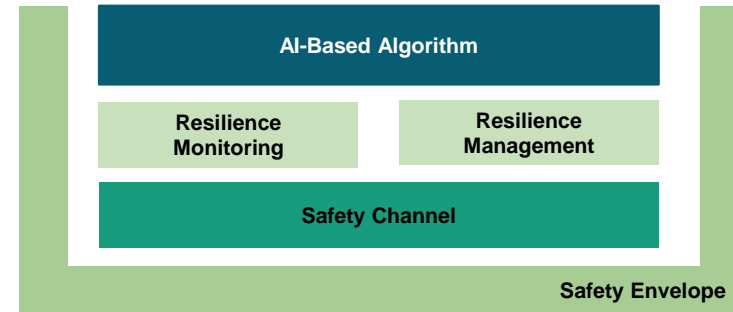 AI-Based Algorithm
Resilience
Monitoring
Resilience
Management
Safety Channel
Safety Envelope